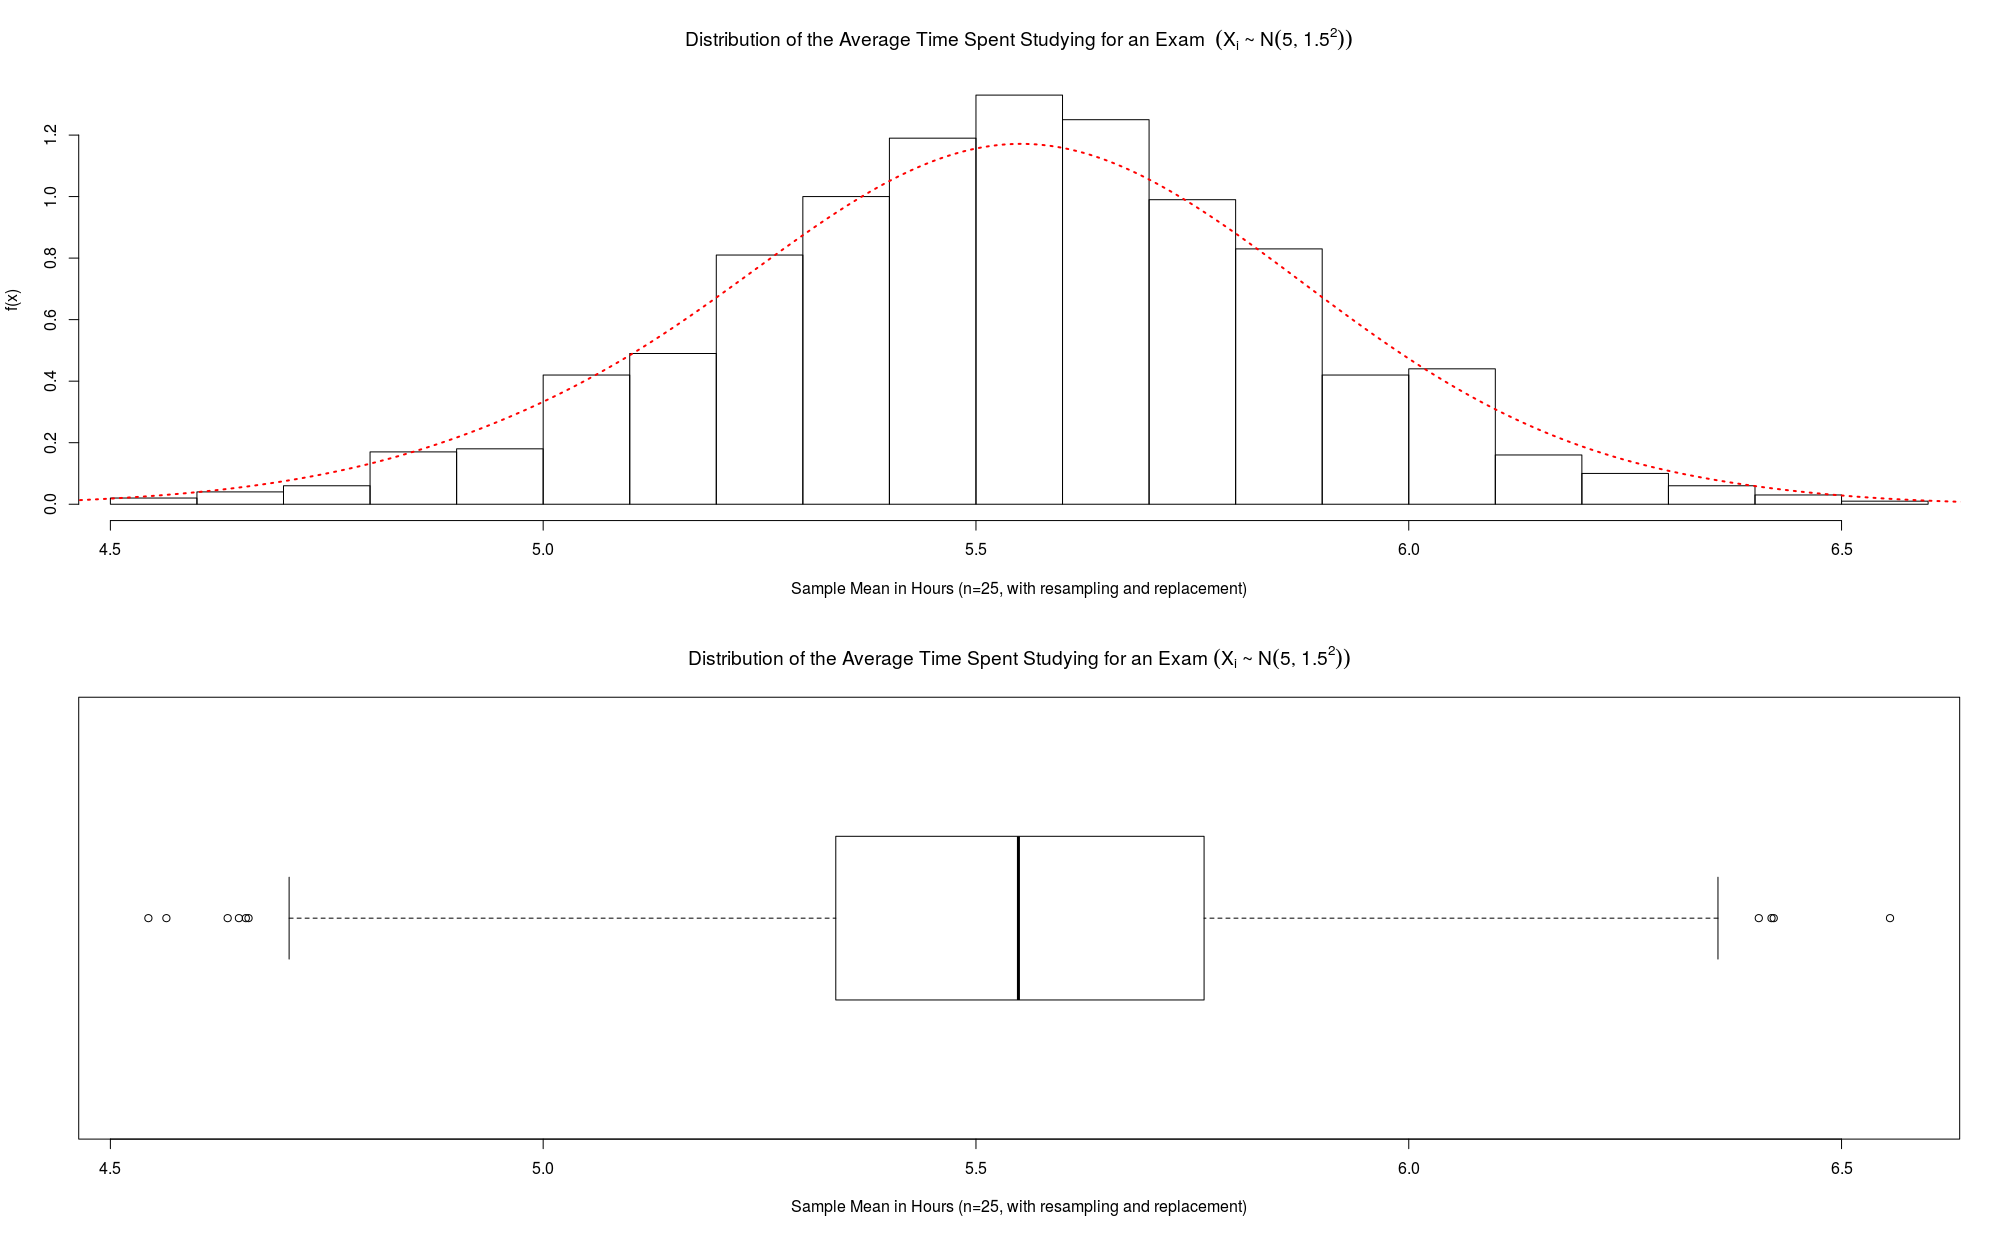 Distribution of the Average Time Spent Studying for an Exam (Xi ~ N(5, 1.5²))
f(x)
1.2
1.0
0.8
0.6
0.4
0.2
0.0
4.5 5.0 5.5 6.0 6.5
Sample Mean in Hours (n=25, with resampling and replacement)
Distribution of the Average Time Spent Studying for an Exam (Xi ~ N(5, 1.5²))
4.5 5.0 5.5 6.0 6.5
Sample Mean in Hours (n=25, with resampling and replacement)